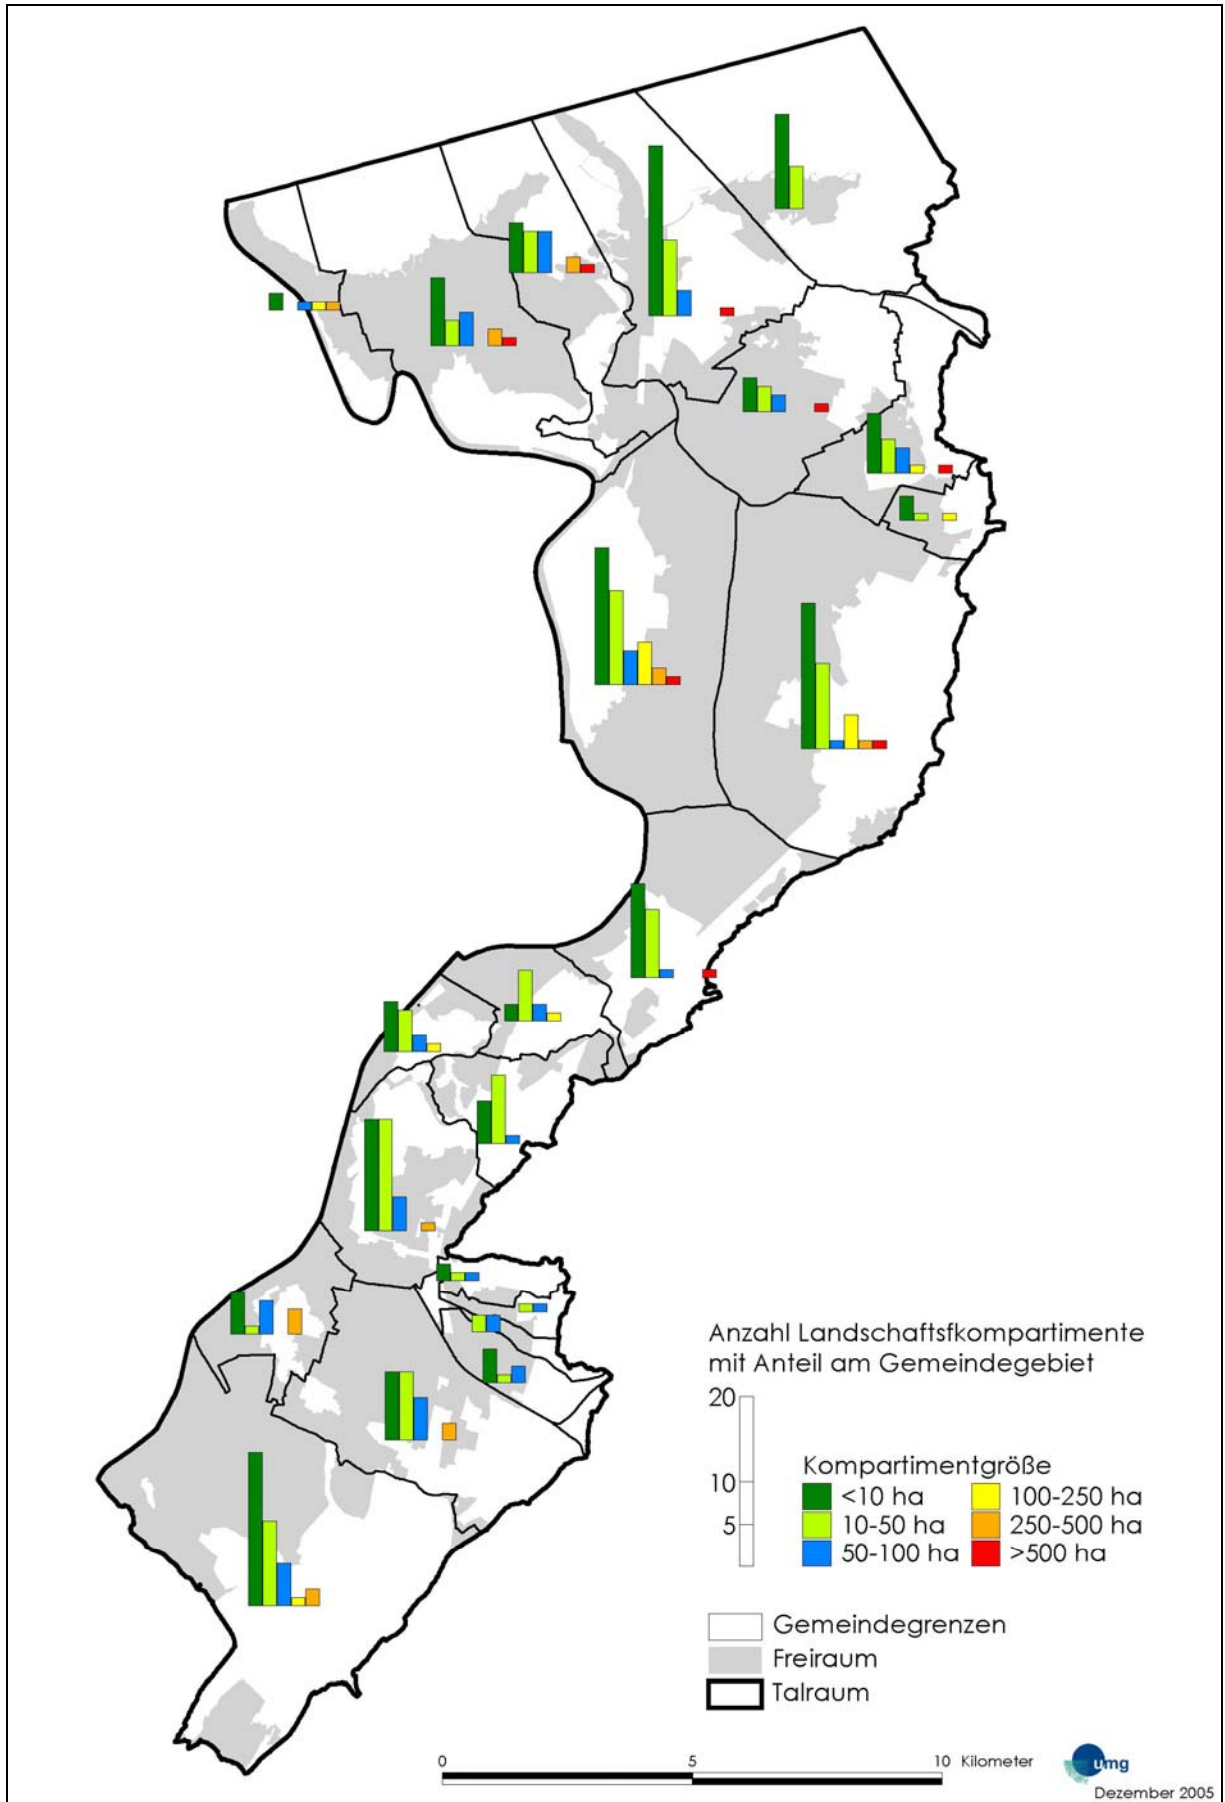 Anzahl Landschaftsfkompartimente
mit Anteil am Gemeindegebiet
20
10
5
Kompartimentgröße
<10 ha
100-250 ha
10-50 ha
250-500 ha
50-100 ha
>500 ha
Gemeindegrenzen
Freiraum
Talraum
0 5 10 Kilometer
umg
Dezember 2005